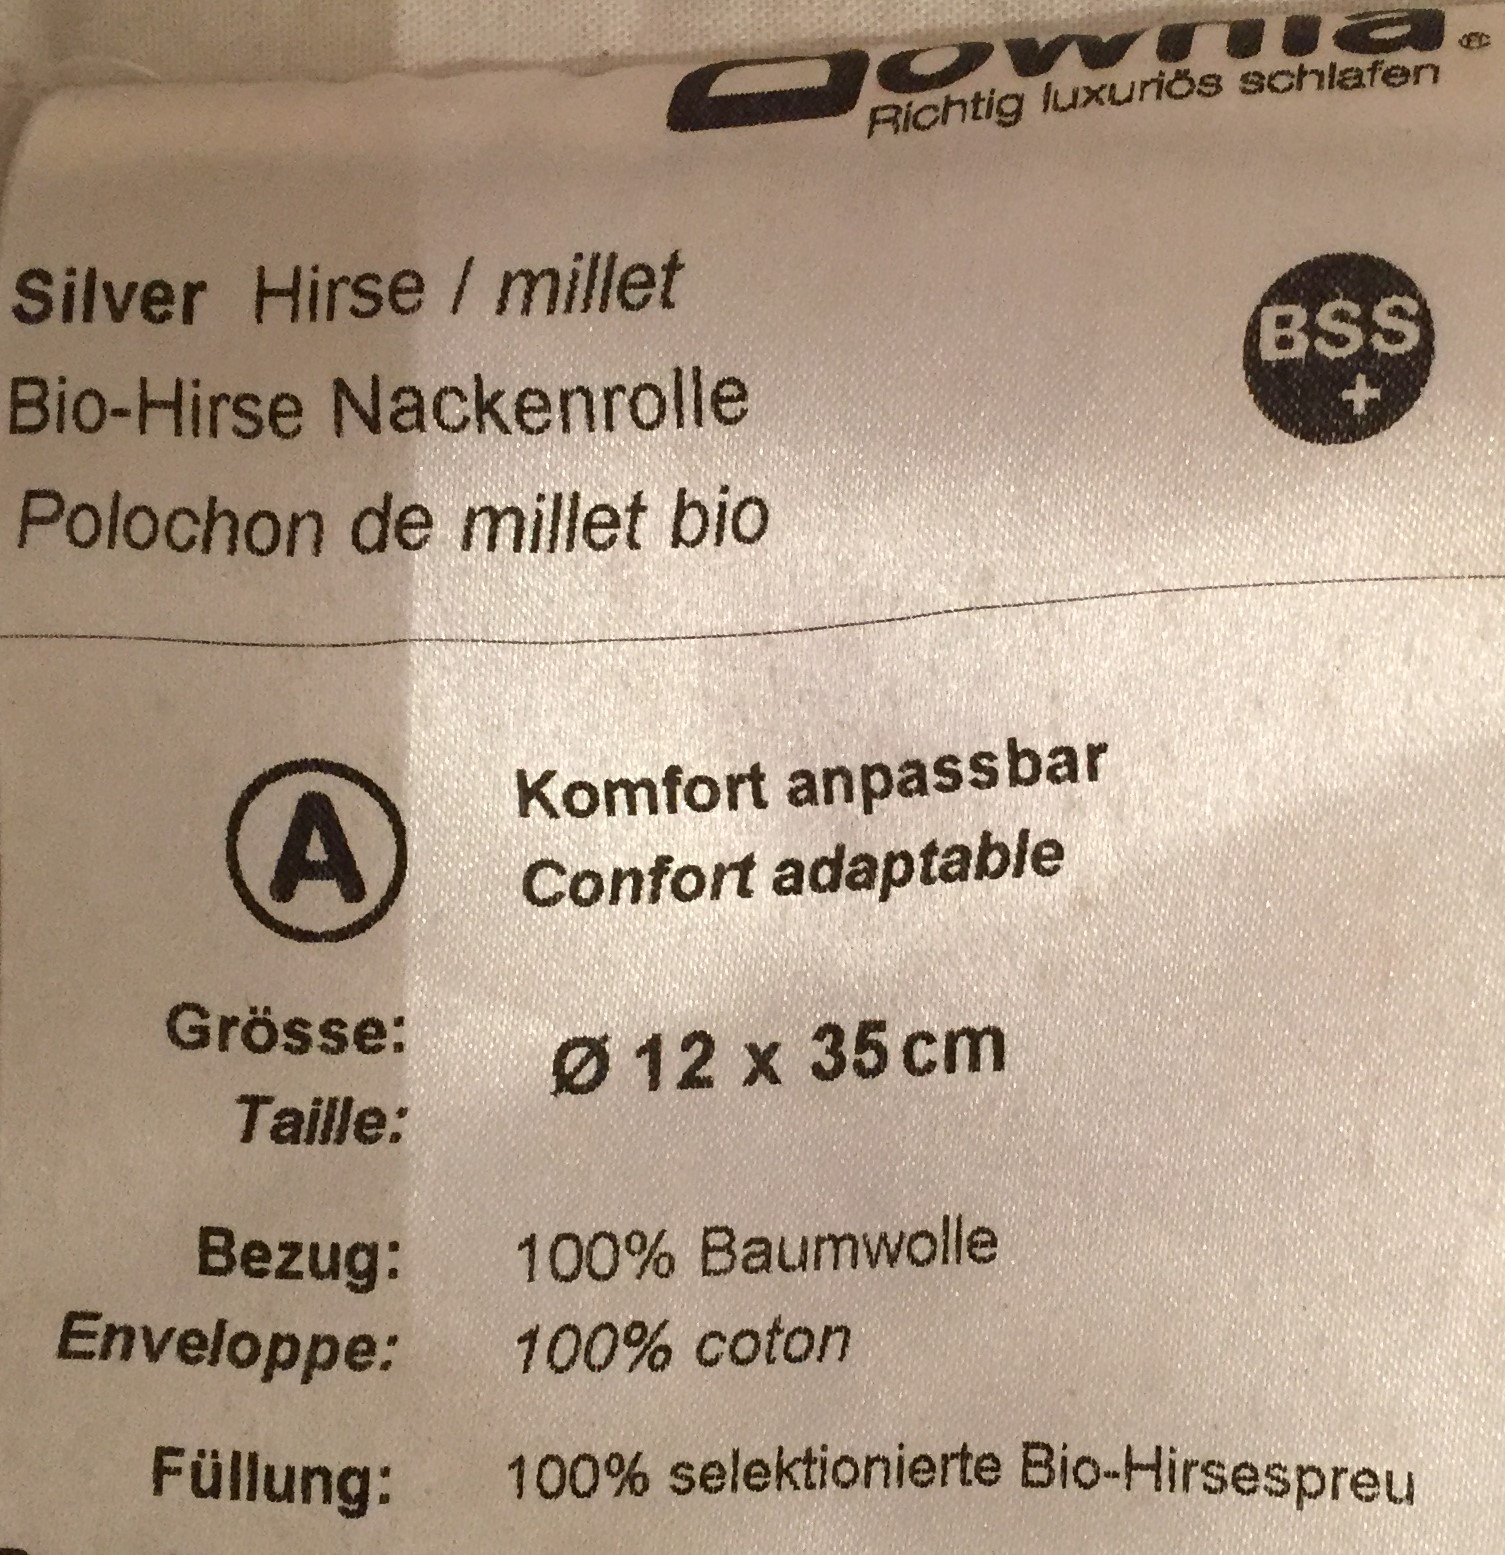 Downia®
Richtig luxuriös schlafen
Silver Hirse / millet
BSS
+
Bio-Hirse Nackenrolle
Polochon de millet bio
A
Komfort anpassbar
Confort adaptable
Grösse:
Ø 12 x 35 cm
Taille:
Bezug: 100% Baumwolle
Enveloppe: 100% coton
Füllung: 100% selektionierte Bio-Hirsespreu